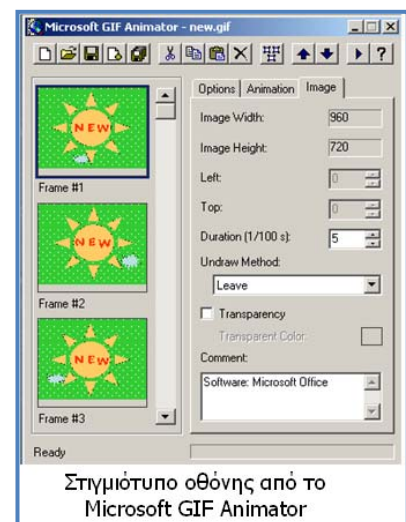 Microsoft GIF Animator - new.gif
Options Animation Image
NEW
Frame #1
NEW
Frame #2
NEW
Frame #3
Image Width: 960
Image Height: 720
Left: 0
Top: 0
Duration (1/100 s): 5
Undraw Method:
Leave
Transparency
Transparent Color:
Comment:
Software: Microsoft Office
Ready
Στιγμιότυπο οθόνης από το
Microsoft GIF Animator